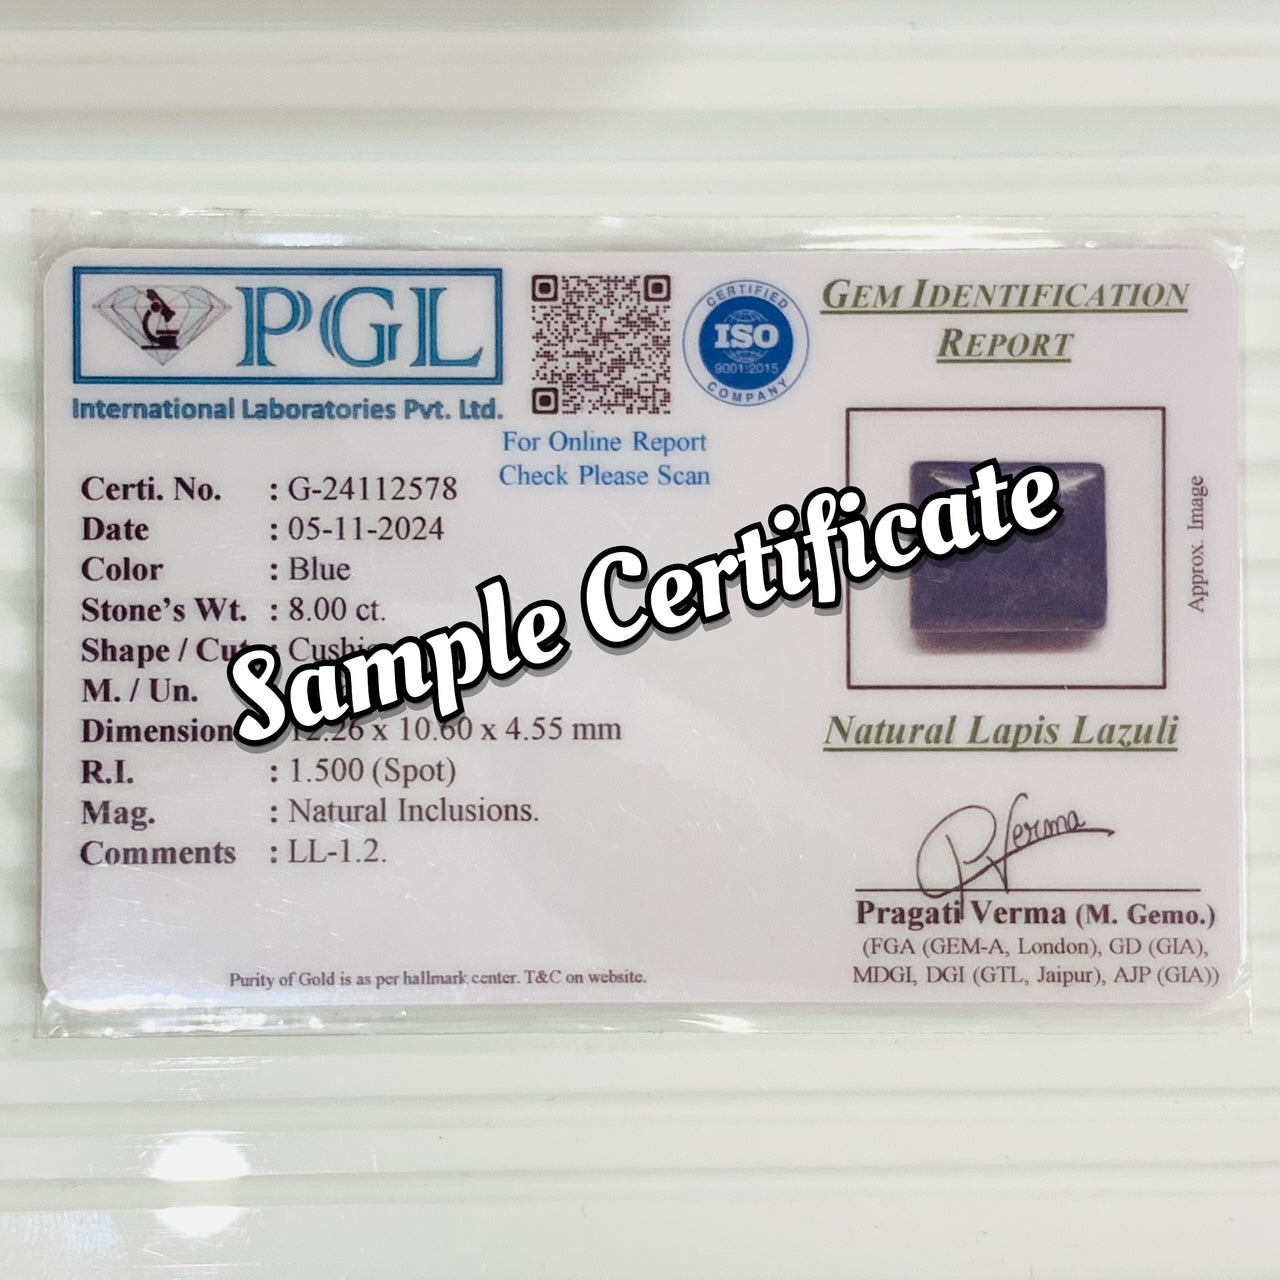 PGL
International Laboratories Pvt. Ltd.
CERTIFIED
ISO
9001:2015
COMPANY
GEM IDENTIFICATION
REPORT
For Online Report
Check Please Scan
Certi. No. : G-24112578
Date : 05-11-2024
Color : Blue
Stone's Wt. : 8.00 ct.
Shape / Cut :
M. / Un.
Dimension 12.26 x 10.60 x 4.55 mm
R.I. : 1.500 (Spot)
Mag. : Natural Inclusions.
Comments : LL-1.2.
Sample Certificate
Approx. Image
Natural Lapis Lazuli
P Verma
Pragati Verma (M. Gemo.)
(FGA (GEM-A, London), GD (GIA),
MDGI, DGI (GTL, Jaipur), AJP (GIA))
Purity of Gold is as per hallmark center. T&C on website.